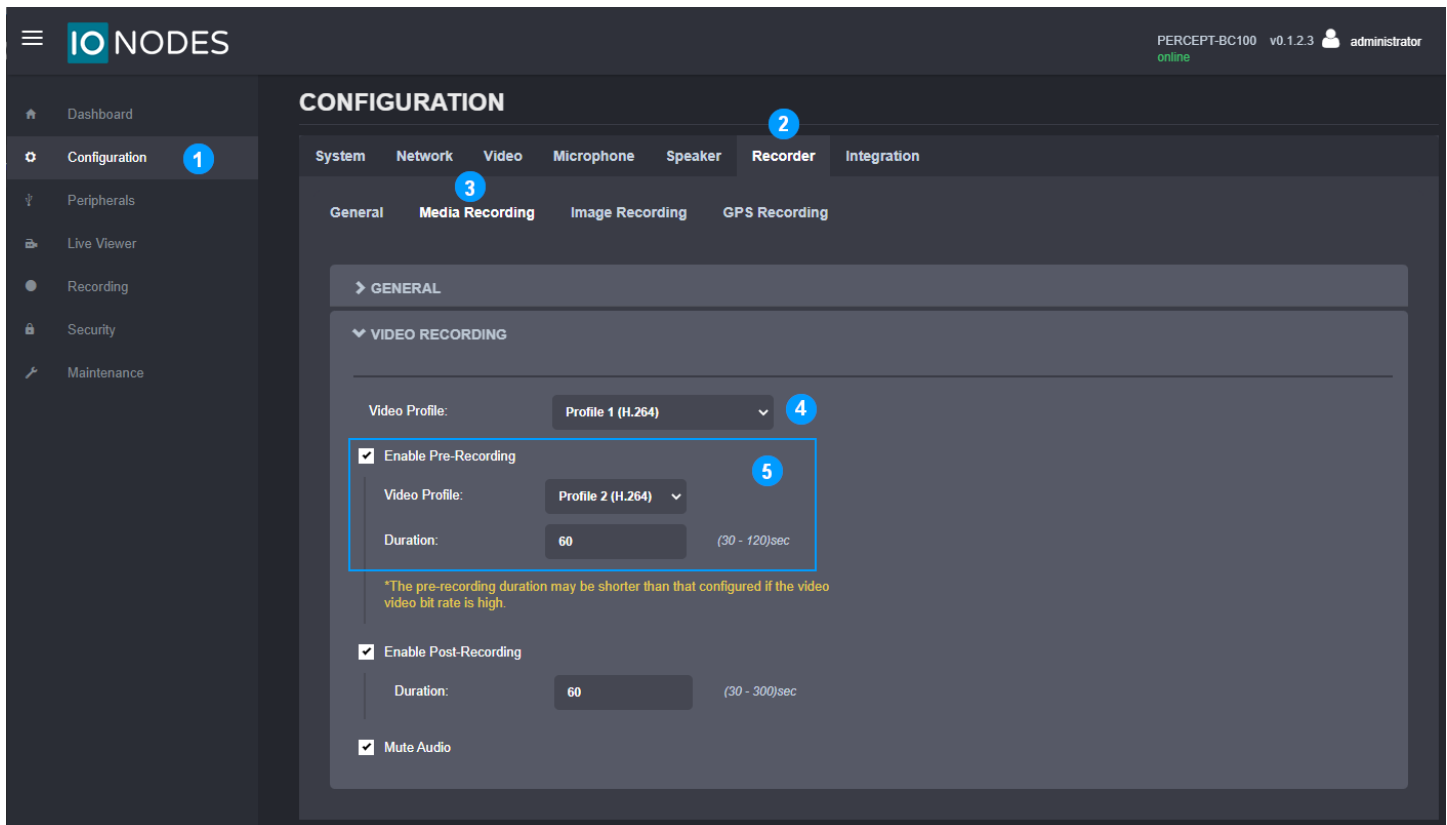 IO NODES
PERCEPT-BC100 v0.1.2.3 administrator
online
Dashboard
Configuration 1
Peripherals
Live Viewer
Recording
Security
Maintenance
CONFIGURATION
2
System Network Video Microphone Speaker Recorder Integration
3
General Media Recording Image Recording GPS Recording
GENERAL
VIDEO RECORDING
Video Profile: Profile 1 (H.264) 4
Enable Pre-Recording
5
Video Profile: Profile 2 (H.264)
Duration: 60 (30 - 120)sec
*The pre-recording duration may be shorter than that configured if the video
video bit rate is high.
Enable Post-Recording
Duration: 60 (30 - 300)sec
Mute Audio